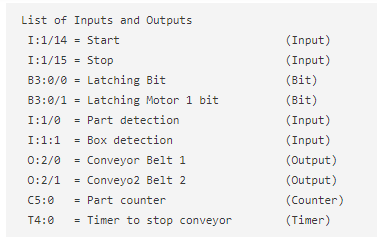 List of Inputs and Outputs
I:1/14 = Start (Input)
I:1/15 = Stop (Input)
B3:0/0 = Latching Bit (Bit)
B3:0/1 = Latching Motor 1 bit (Bit)
I:1/0 = Part detection (Input)
I:1:1 = Box detection (Input)
O:2/0 = Conveyor Belt 1 (Output)
O:2/1 = Conveyo2 Belt 2 (Output)
C5:0 = Part counter (Counter)
T4:0 = Timer to stop conveyor (Timer)